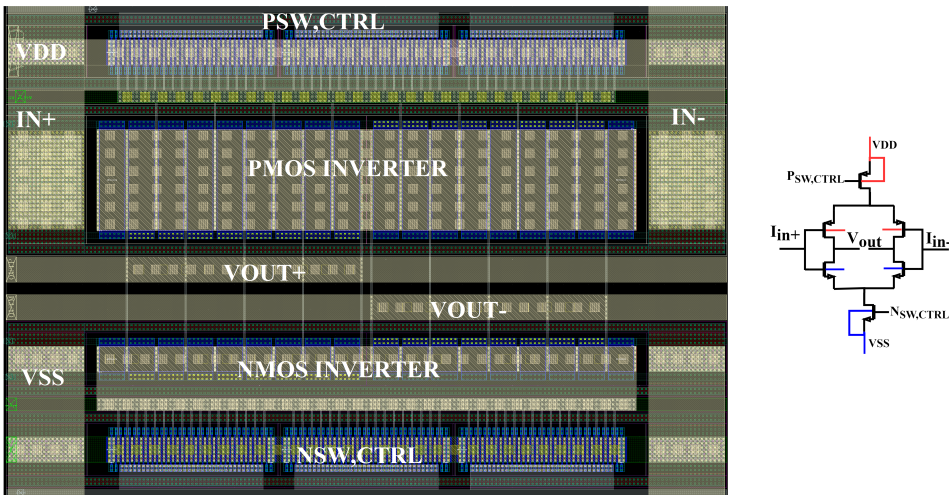 PSW,CTRL
VDD
IN+
IN-
PMOS INVERTER
VOUT+
VOUT-
VSS
NMOS INVERTER
NSW,CTRL
VDD
PSW,CTRL
Iin+
Vout
Iin-
NSW,CTRL
VSS